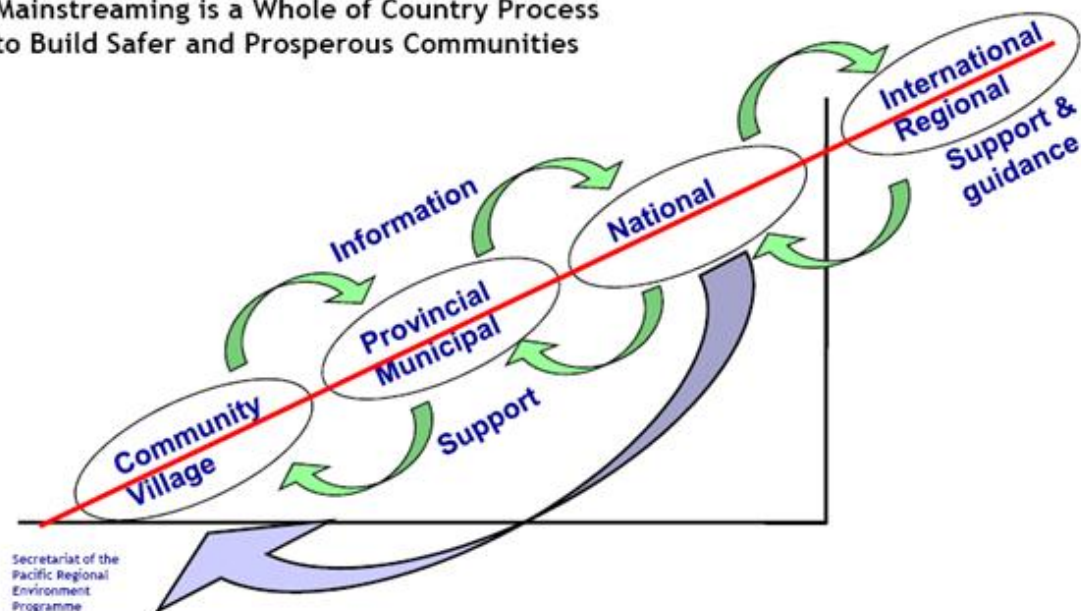 Mainstreaming is a Whole of Country Process
to Build Safer and Prosperous Communities
International
Regional
Support &
guidance
National
Information
Provincial
Municipal
Support
Community
Village
Secretariat of the
Pacific Regional
Environment
Programme